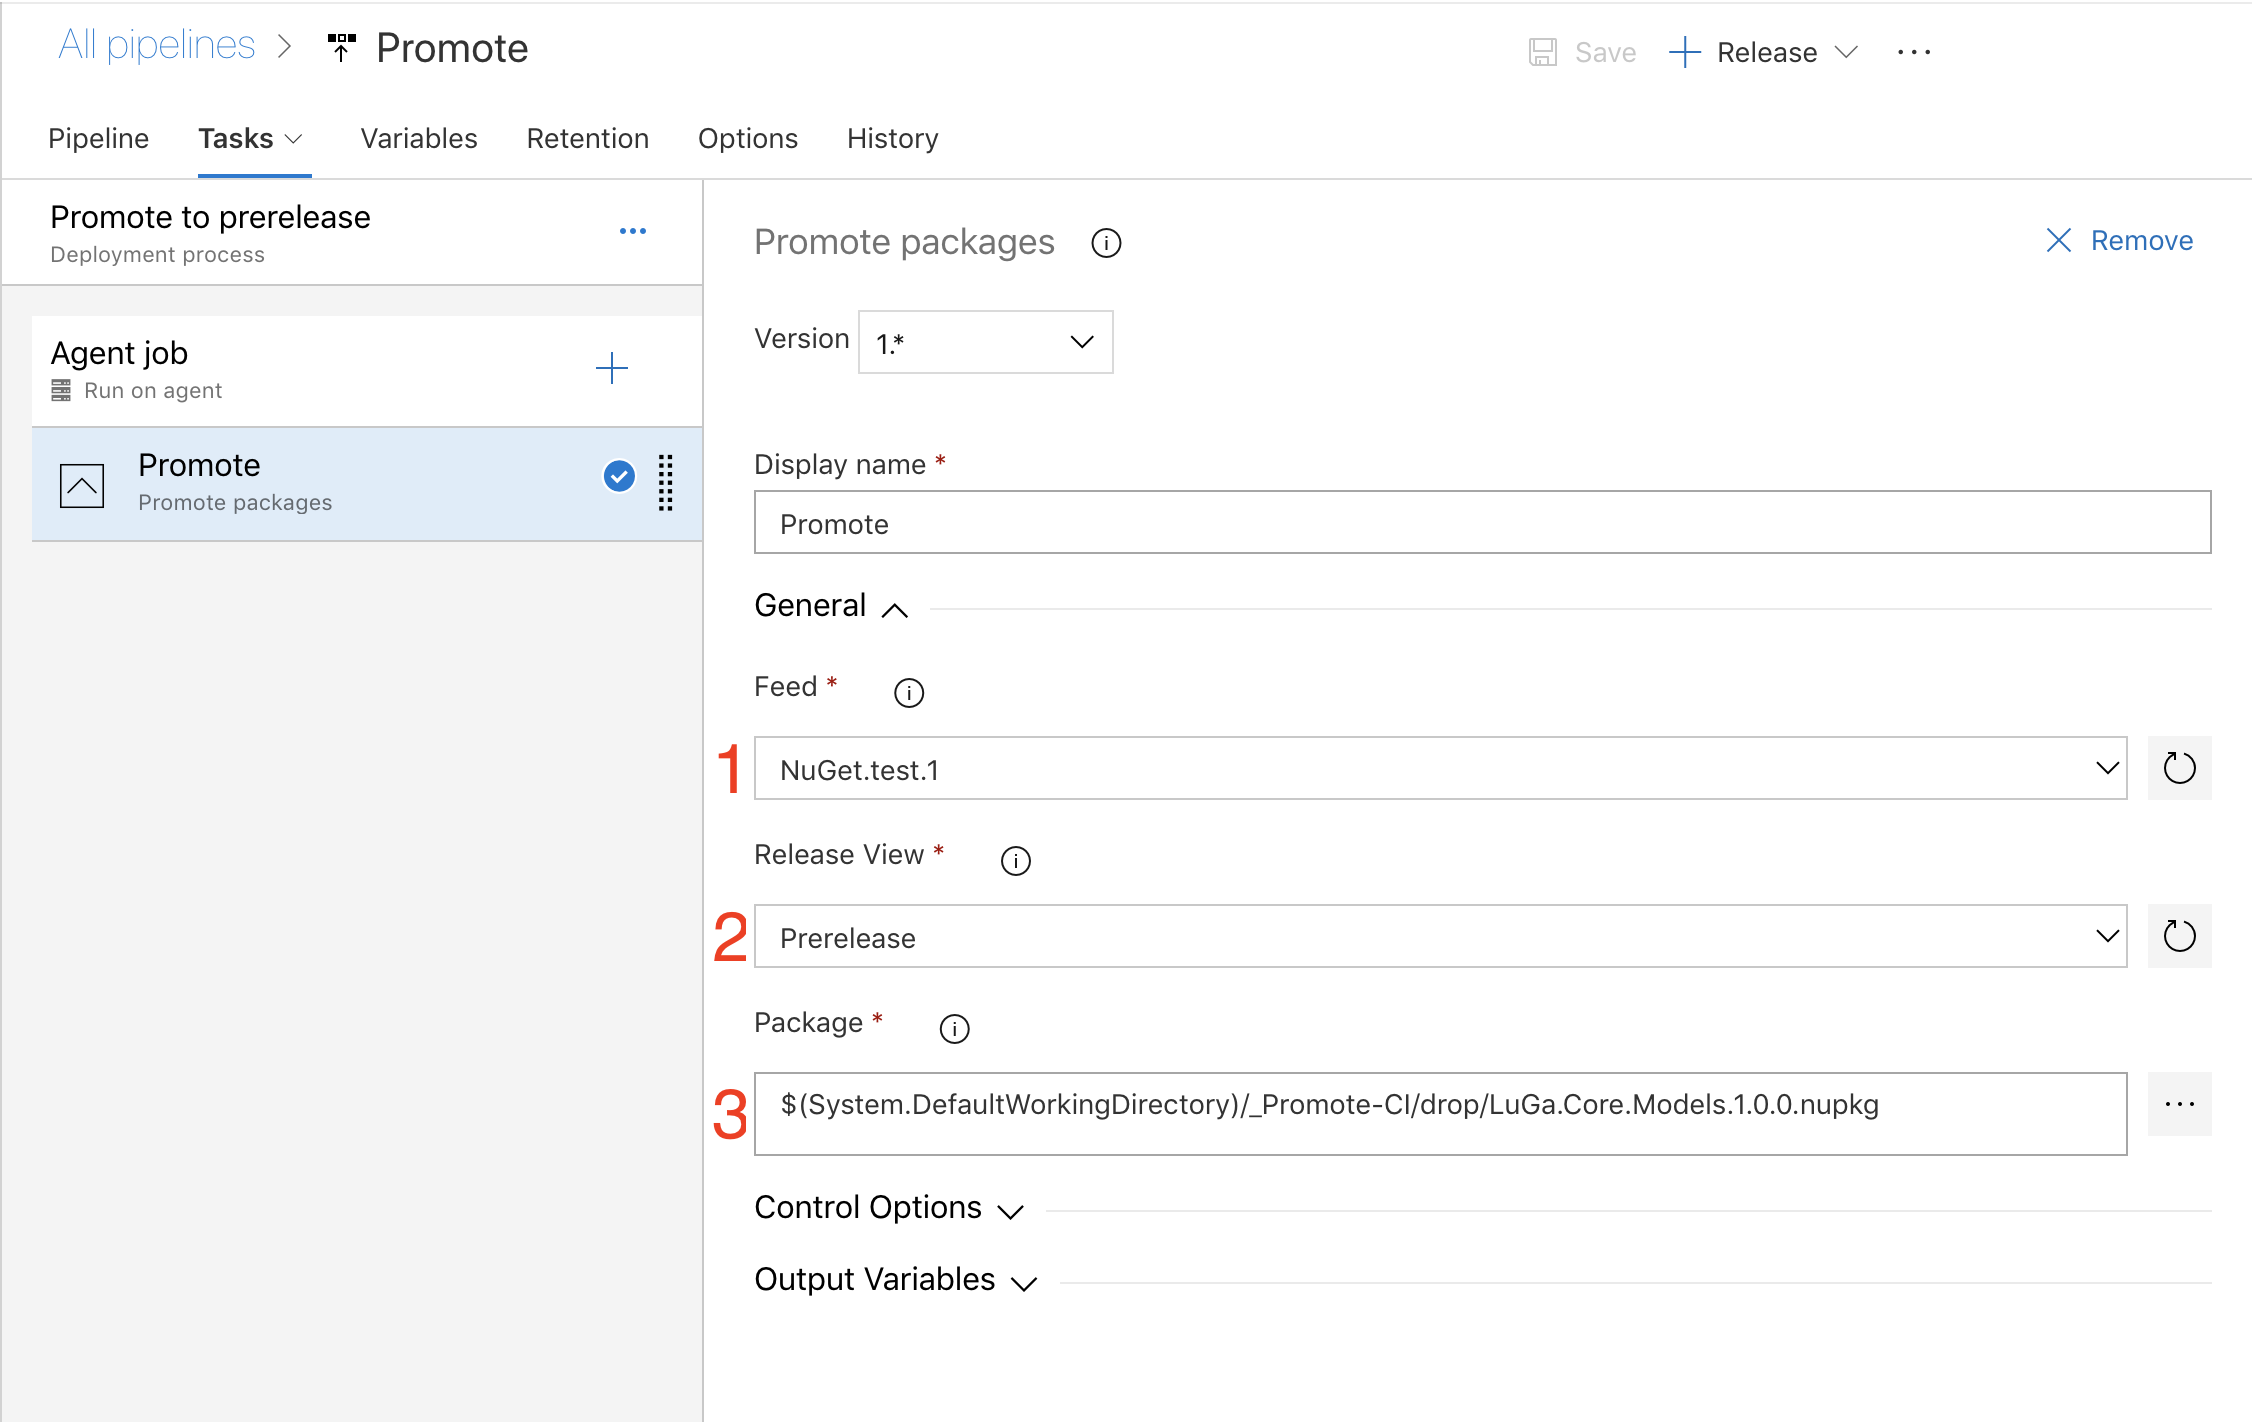 All pipelines > Promote
Save + Release ...
Pipeline Tasks Variables Retention Options History
Promote to prerelease
Deployment process
...
Agent job
Run on agent
Promote
Promote packages
Promote packages
Remove
Version 1.*
Display name *
Promote
General
Feed *
1 NuGet.test.1
Release View *
2 Prerelease
Package *
3 $(System.DefaultWorkingDirectory)/_Promote-CI/drop/LuGa.Core.Models.1.0.0.nupkg ...
Control Options
Output Variables